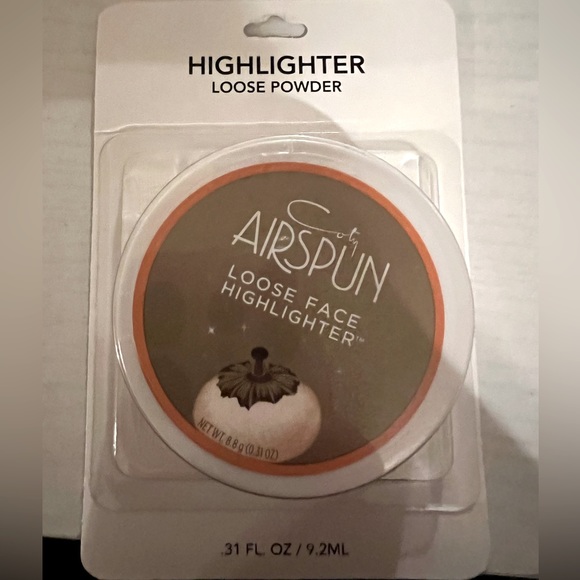 HIGHLIGHTER
LOOSE POWDER
Coty
AIRSPUN
LOOSE FACE
HIGHLIGHTER™
NET WT. 8.8 g (0.31 OZ)
.31 FL. OZ / 9.2ML